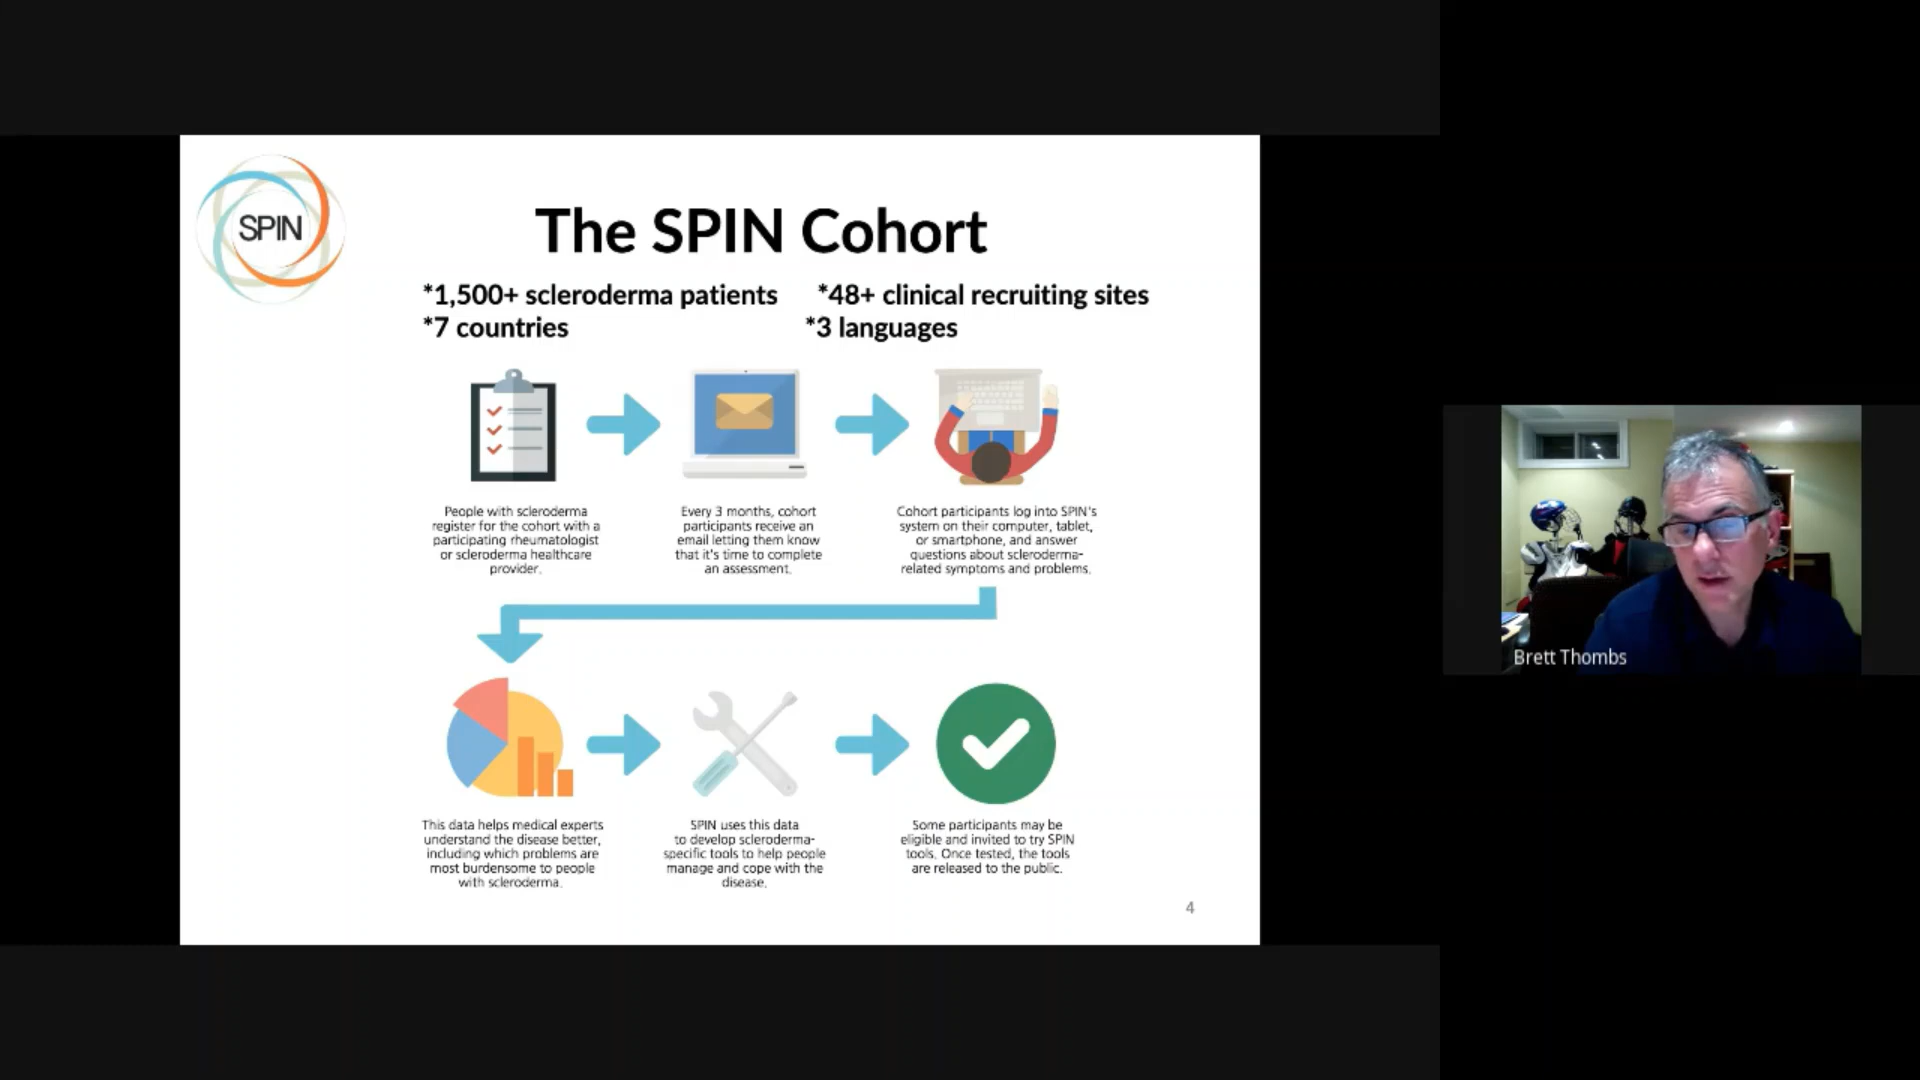 SPIN
The SPIN Cohort
*1,500+ scleroderma patients *48+ clinical recruiting sites
*7 countries *3 languages
People with scleroderma
register for the cohort with a
participating rheumatologist
or scleroderma healthcare
provider.
Every 3 months, cohort
participants receive an
email letting them know
that it's time to complete
an assessment.
Cohort participants log into SPIN's
system on their computer, tablet,
or smartphone, and answer
questions about scleroderma-
related symptoms and problems.
This data helps medical experts
understand the disease better,
including which problems are
most burdensome to people
with scleroderma.
SPIN uses this data
to develop scleroderma-
specific tools to help people
manage and cope with the
disease.
Some participants may be
eligible and invited to try SPIN
tools. Once tested, the tools
are released to the public.
4
Brett Thombs